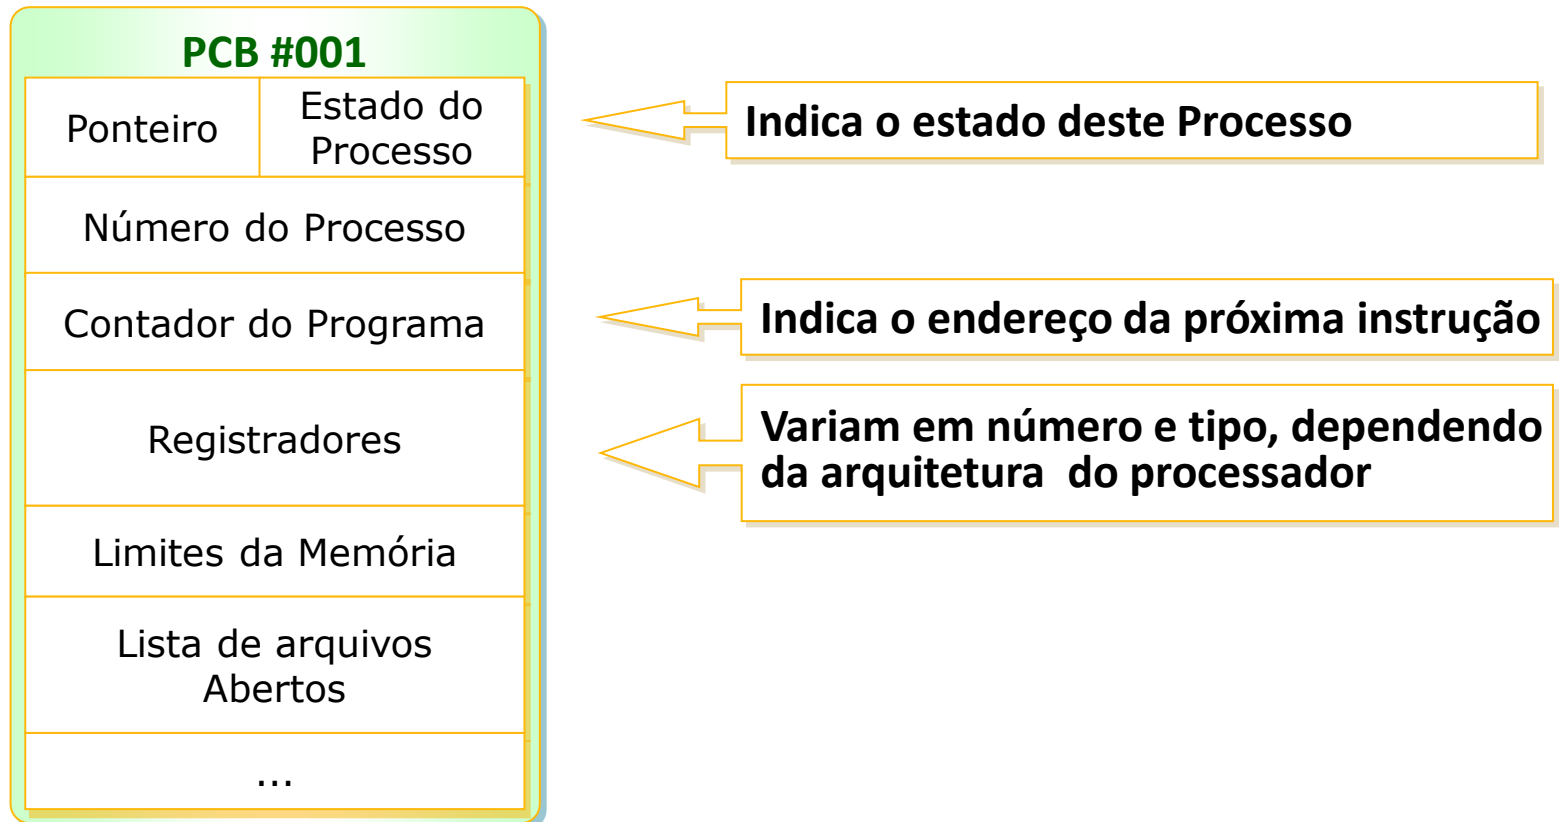 PCB #001
Ponteiro
Estado do
Processo
Indica o estado deste Processo
Número do Processo
Contador do Programa
Indica o endereço da próxima instrução
Registradores
Variam em número e tipo, dependendo
da arquitetura do processador
Limites da Memória
Lista de arquivos
Abertos
...